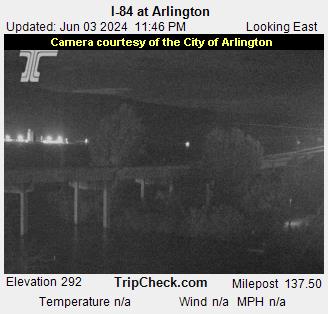 I-84 at Arlington
Updated: Jun 03 2024 11:46 PM Looking East
Camera courtesy of the City of Arlington
Elevation 292 TripCheck.com Milepost 137.50
Temperature n/a Wind n/a MPH n/a